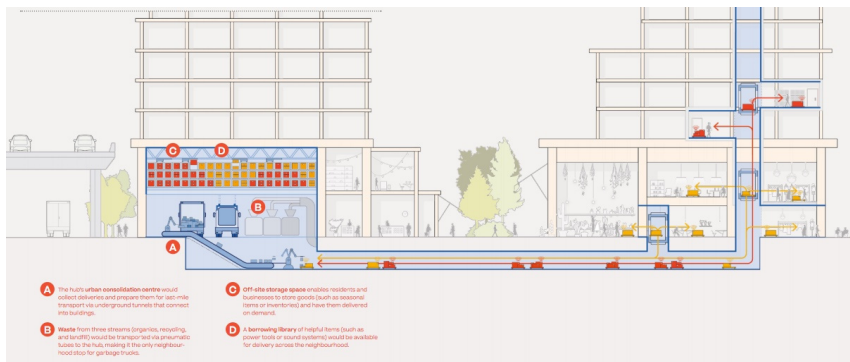 C
D
B
A
A The hub's urban consolidation centre would
collect deliveries and prepare them for last-mile
transport via underground tunnels that connect
into buildings.
B Waste from three streams (organics, recycling,
and landfill) would be transported via pneumatic
tubes to the hub, making it the only neighbour-
hood stop for garbage trucks.
C Off-site storage space enables residents and
businesses to store goods (such as seasonal
items or inventories) and have them delivered
on demand.
D A borrowing library of helpful items (such as
power tools or sound systems) would be available
for delivery across the neighbourhood.